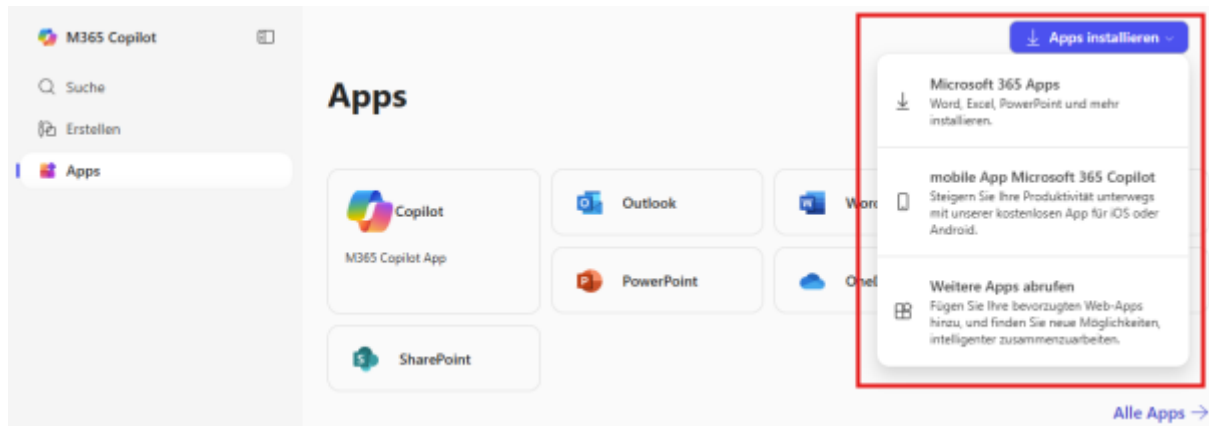 M365 Copilot
Suche
Erstellen
Apps
Apps
Copilot
M365 Copilot App
Outlook
PowerPoint
SharePoint
Apps installieren
Microsoft 365 Apps
Word, Excel, PowerPoint und mehr
installieren.
mobile App Microsoft 365 Copilot
Steigern Sie Ihre Produktivität unterwegs
mit unserer kostenlosen App für iOS oder
Android.
Weitere Apps abrufen
Fügen Sie Ihre bevorzugten Web-Apps
hinzu, und finden Sie neue Möglichkeiten,
intelligenter zusammenzuarbeiten.
Alle Apps